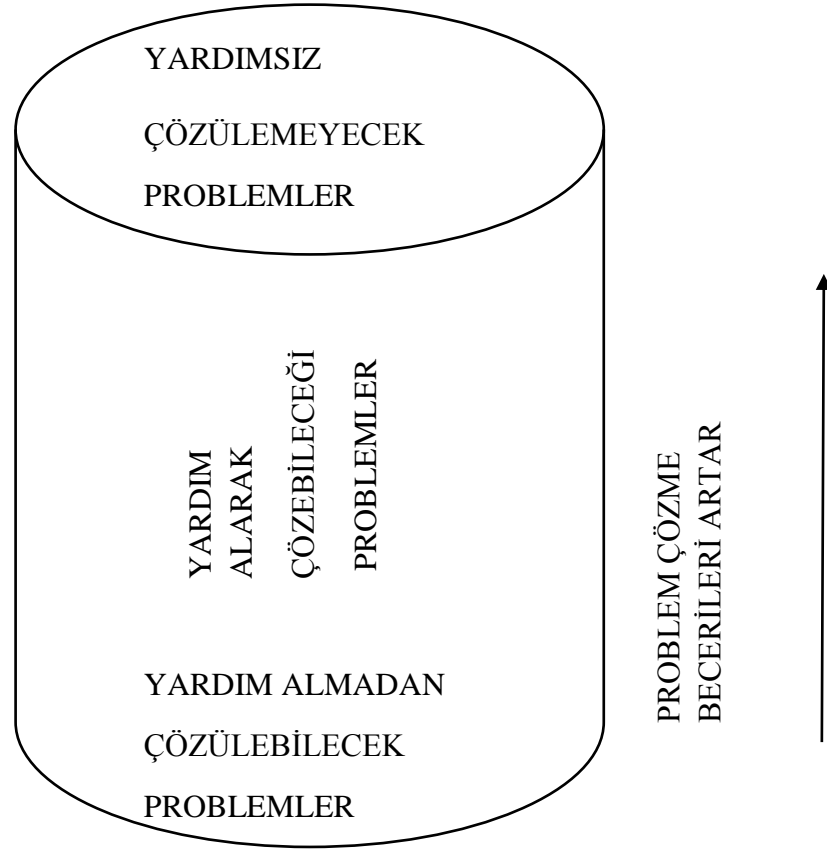 YARDIMSIZ
ÇÖZÜLEMEYECEK
PROBLEMLER
YARDIM
ALARAK
ÇÖZEBİLECEĞİ
PROBLEMLER
YARDIM ALMADAN
ÇÖZÜLEBİLECEK
PROBLEMLER
PROBLEM ÇÖZME
BECERİLERİ ARTAR